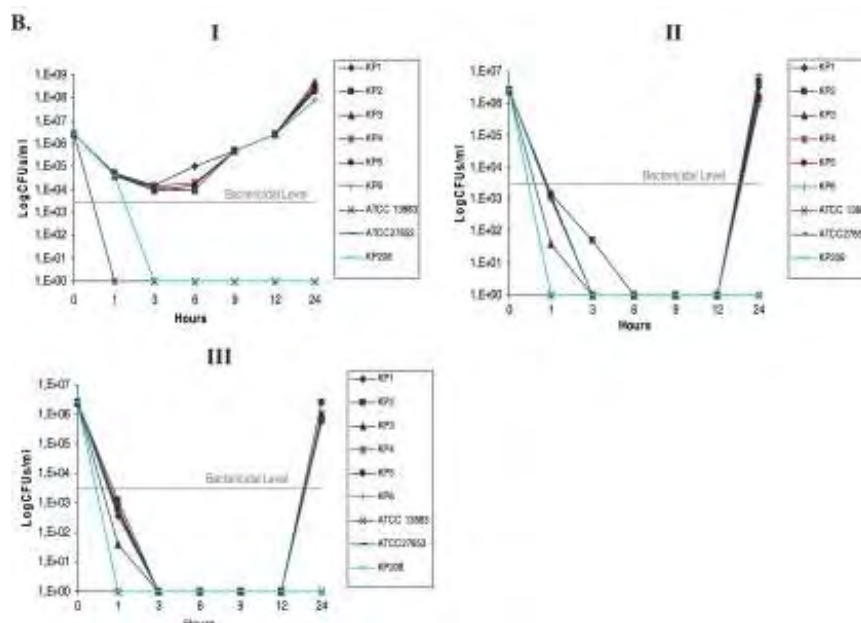 B.
I
LogCFUs/ml
1,E+09
1,E+08
1,E+07
1,E+06
1,E+05
1,E+04
1,E+03
1,E+02
1,E+01
1,E+00
Bactericidal Level
0 1 3 6 9 12 24
Hours
KP1
KP2
KP3
KP4
KP5
KP6
ATCC 13883
ATCC27653
KP208
II
LogCFUs/ml
1,E+07
1,E+06
1,E+05
1,E+04
1,E+03
1,E+02
1,E+01
1,E+00
Bactericidal Level
0 1 3 6 9 12 24
Hours
KP1
KP2
KP3
KP4
KP5
KP6
III
LogCFUs/ml
1,E+07
1,E+06
1,E+05
1,E+04
1,E+03
1,E+02
1,E+01
1,E+00
Bactericidal Level
0 1 3 6 9 12 24
Hours
KP1
KP2
KP3
KP4
KP5
KP6
ATCC 13883
ATCC27653
KP208